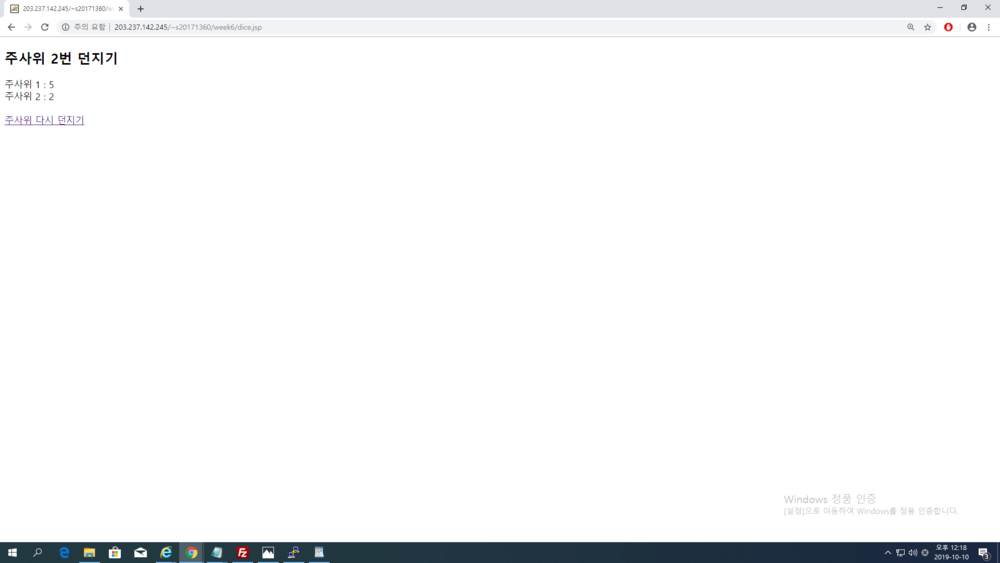 203.237.142.245/~s20171360/we
주의 요함 | 203.237.142.245/~s20171360/week6/dice.jsp
주사위 2번 던지기
주사위 1 : 5
주사위 2 : 2
주사위 다시 던지기
Windows 정품 인증
[설정]으로 이동하여 Windows를 정품 인증합니다.
오후 12:18
2019-10-10
3